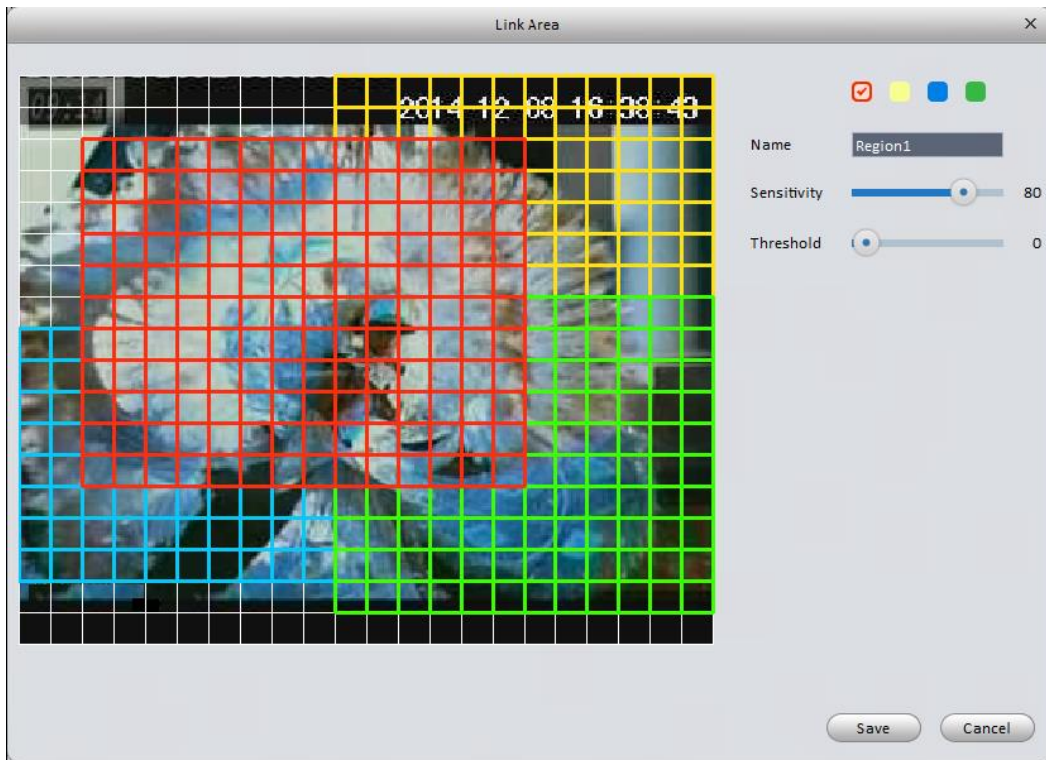 Link Area
2014-12-08 16:38:43
Name
Region1
Sensitivity
80
Threshold
0
Save
Cancel